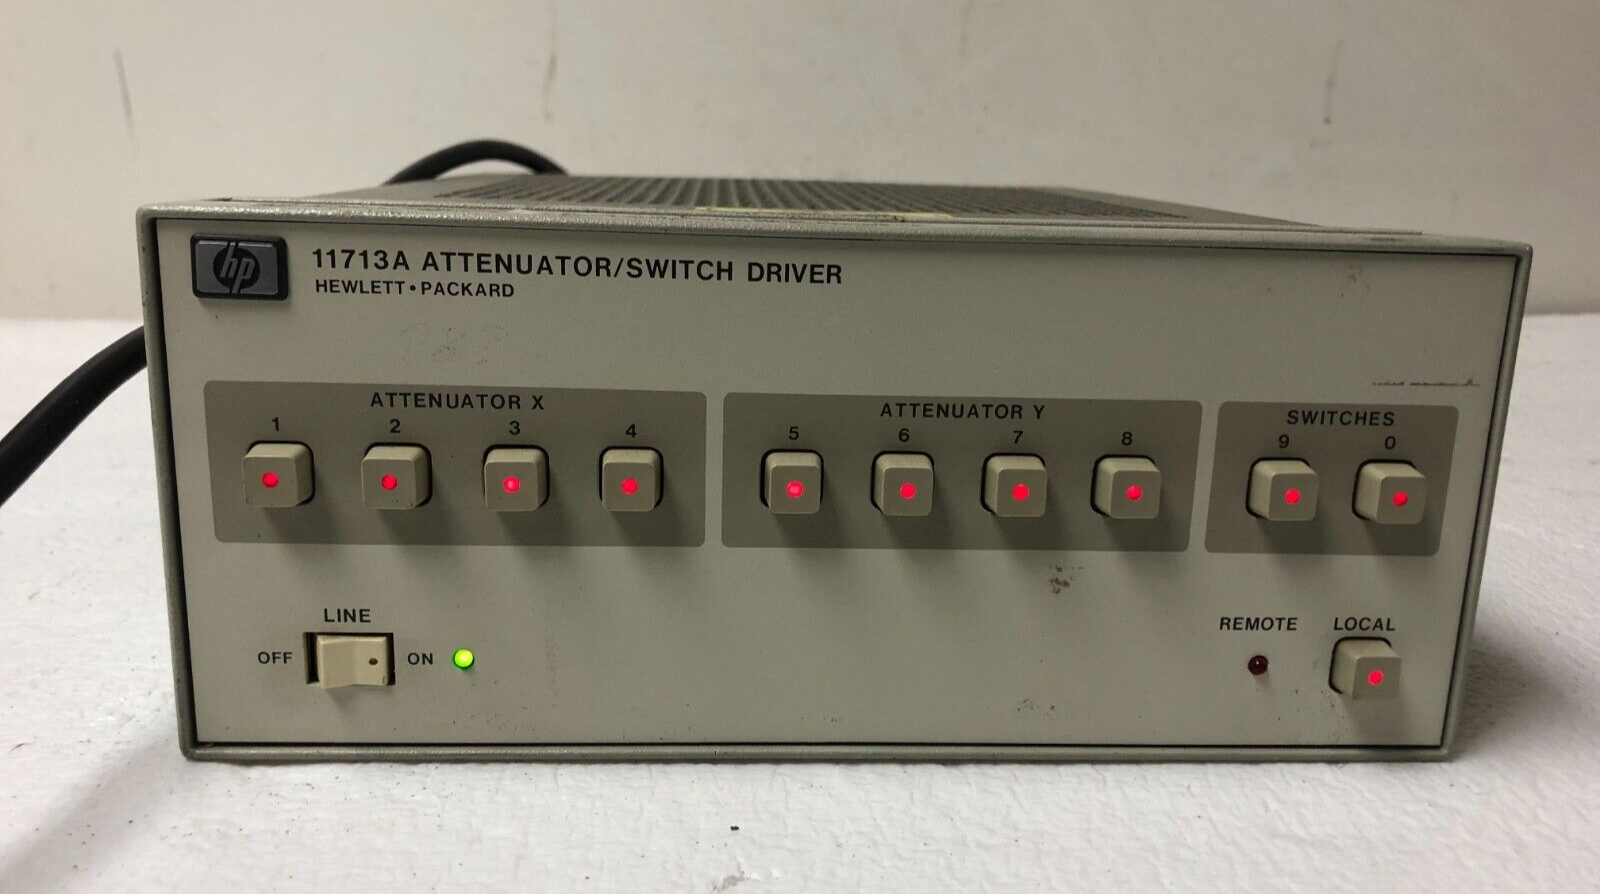 hp
11713A ATTENUATOR/SWITCH DRIVER
HEWLETT•PACKARD
ATTENUATOR X
1 2 3 4
ATTENUATOR Y
5 6 7 8
SWITCHES
9 0
LINE
OFF ON
REMOTE LOCAL